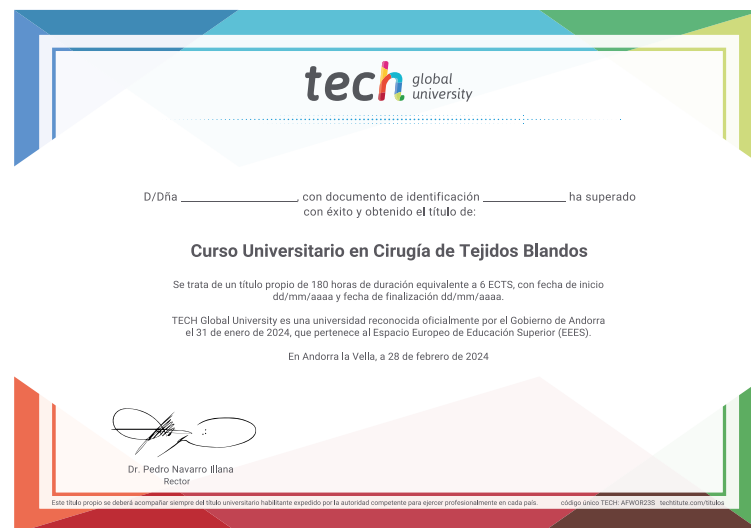 tech global university
D/Dña ____________________, con documento de identificación ______________ ha superado
con éxito y obtenido el título de:
Curso Universitario en Cirugía de Tejidos Blandos
Se trata de un título propio de 180 horas de duración equivalente a 6 ECTS, con fecha de inicio
dd/mm/aaaa y fecha de finalización dd/mm/aaaa.
TECH Global University es una universidad reconocida oficialmente por el Gobierno de Andorra
el 31 de enero de 2024, que pertenece al Espacio Europeo de Educación Superior (EEES).
En Andorra la Vella, a 28 de febrero de 2024
Dr. Pedro Navarro Illana
Rector
Este título propio se deberá acompañar siempre del título universitario habilitante expedido por la autoridad competente para ejercer profesionalmente en cada país. código único TECH: AFWOR23S techtitute.com/titulos